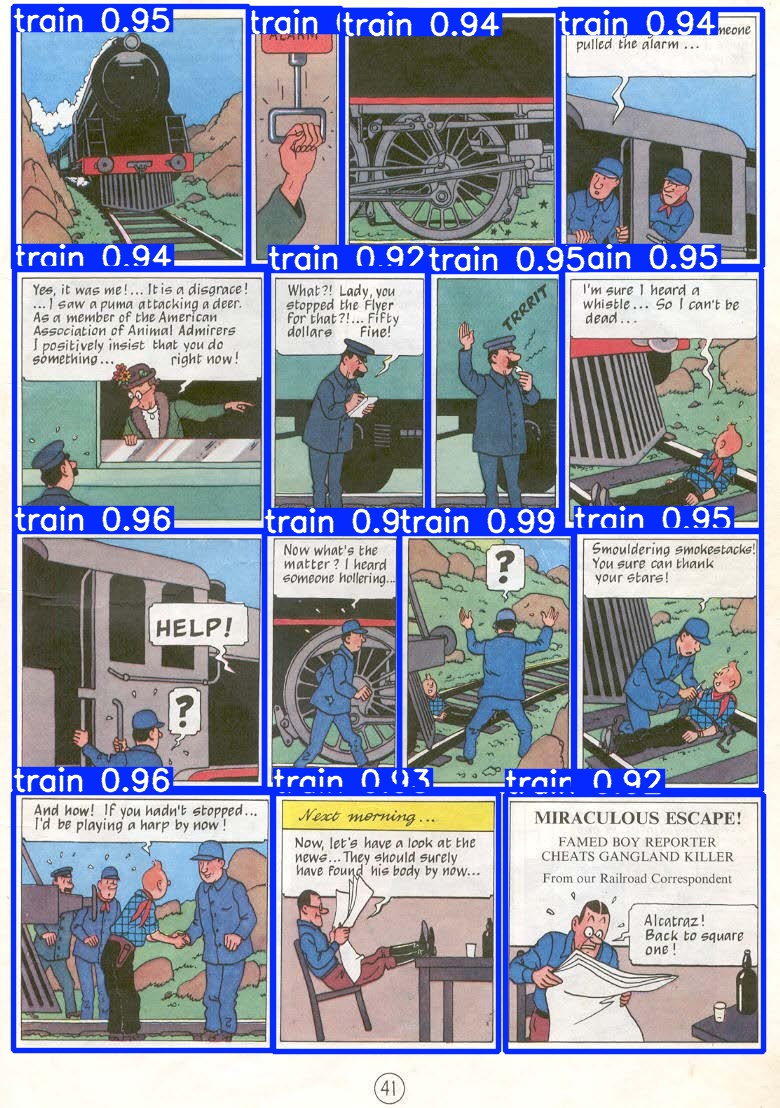 train 0.95
train
train 0.94
train 0.94
ALARM
meone
pulled the alarm ...
train 0.94
train 0.92
train 0.95
ain 0.95
Yes, it was me!... It is a disgrace!
... I saw a puma attacking a deer.
As a member of the American
Association of Animal Admirers
I positively insist that you do
something... right now!
What?! Lady, you
stopped the Flyer
for that?!... Fifty
dollars Fine!
TRRRIT
I'm sure I heard a
whistle... So I can't be
dead...
train 0.96
train 0.9
train 0.99
train 0.95
HELP!
?
Now what's the
matter? I heard
someone hollering...
?
Smouldering smokestacks!
You sure can thank
your stars!
train 0.96
train 0.93
train 0.92
And how! If you hadn't stopped...
I'd be playing a harp by now!
Next morning...
Now, let's have a look at the
news... They should surely
have found his body by now...
MIRACULOUS ESCAPE!
FAMED BOY REPORTER
CHEATS GANGLAND KILLER
From our Railroad Correspondent
Alcatraz!
Back to square
one!
41